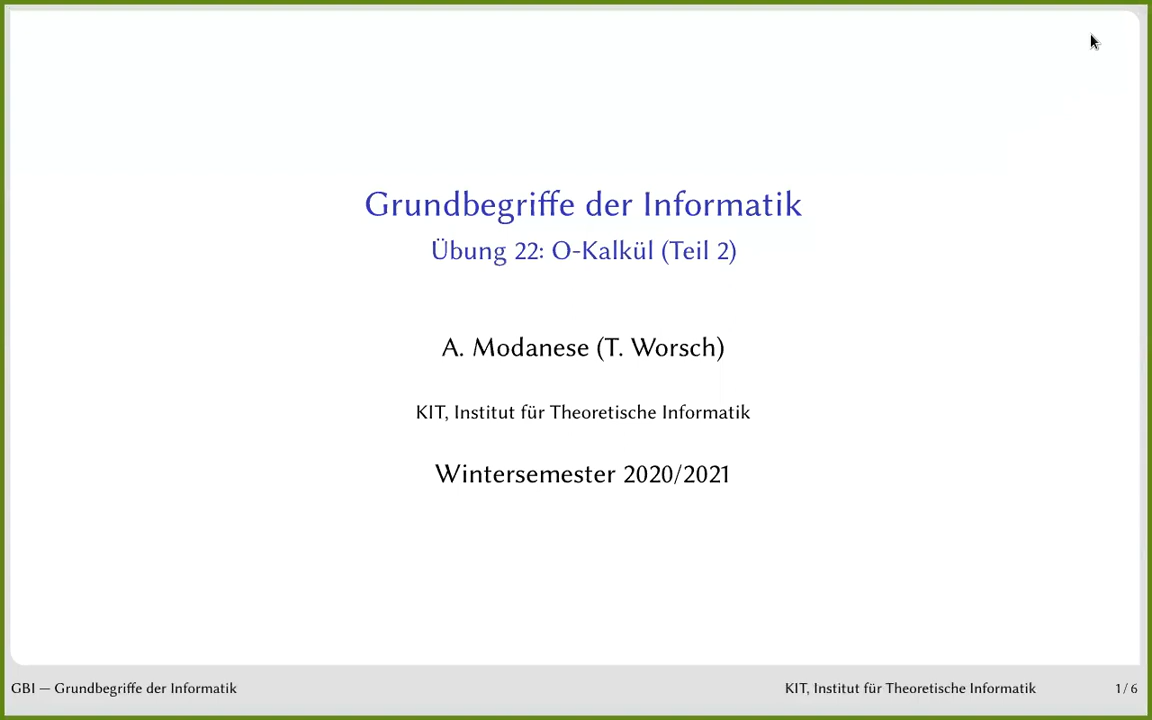 Grundbegriffe der Informatik
Übung 22: O-Kalkül (Teil 2)
A. Modanese (T. Worsch)
KIT, Institut für Theoretische Informatik
Wintersemester 2020/2021
GBI — Grundbegriffe der Informatik
KIT, Institut für Theoretische Informatik
1 / 6